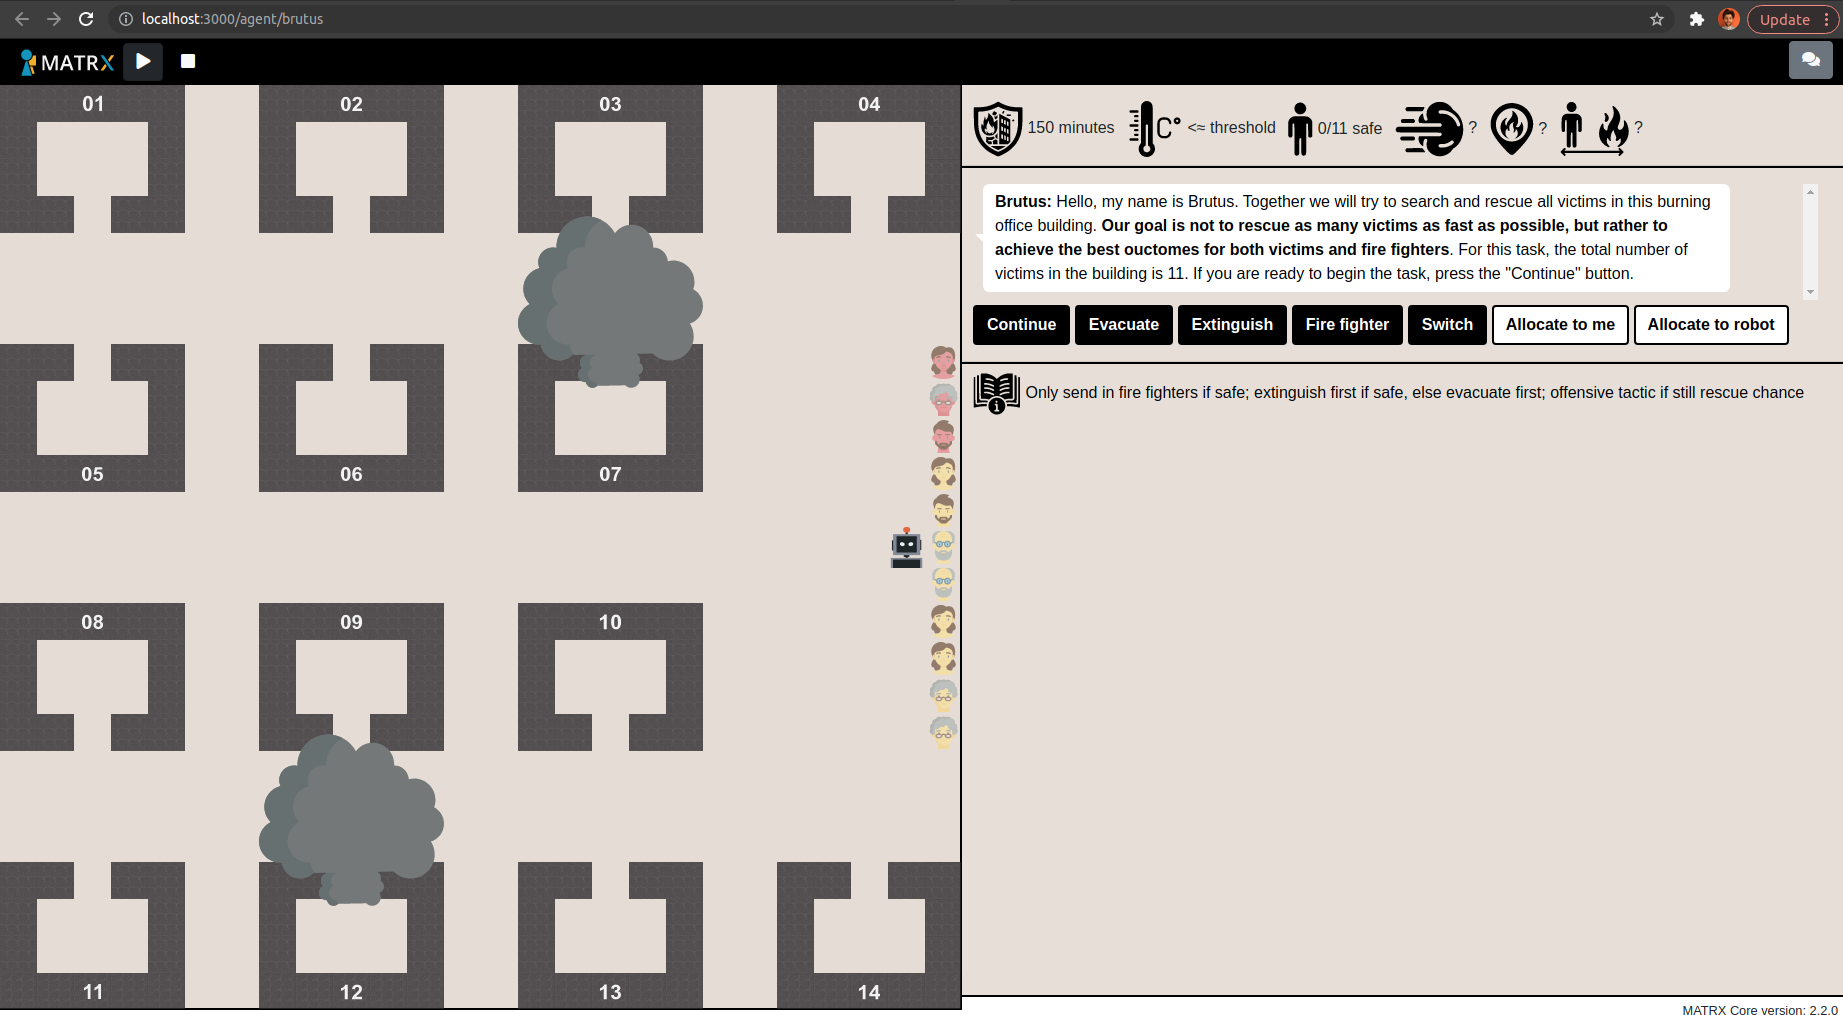 localhost:3000/agent/brutus
Update
MATRX
01 02 03 04
150 minutes C° <≈ threshold 0/11 safe ? ? ?
Brutus: Hello, my name is Brutus. Together we will try to search and rescue all victims in this burning
office building. Our goal is not to rescue as many victims as fast as possible, but rather to
achieve the best ouctomes for both victims and fire fighters. For this task, the total number of
victims in the building is 11. If you are ready to begin the task, press the "Continue" button.
Continue Evacuate Extinguish Fire fighter Switch Allocate to me Allocate to robot
Only send in fire fighters if safe; extinguish first if safe, else evacuate first; offensive tactic if still rescue chance
05 06 07
08 09 10
11 12 13 14
MATRX Core version: 2.2.0